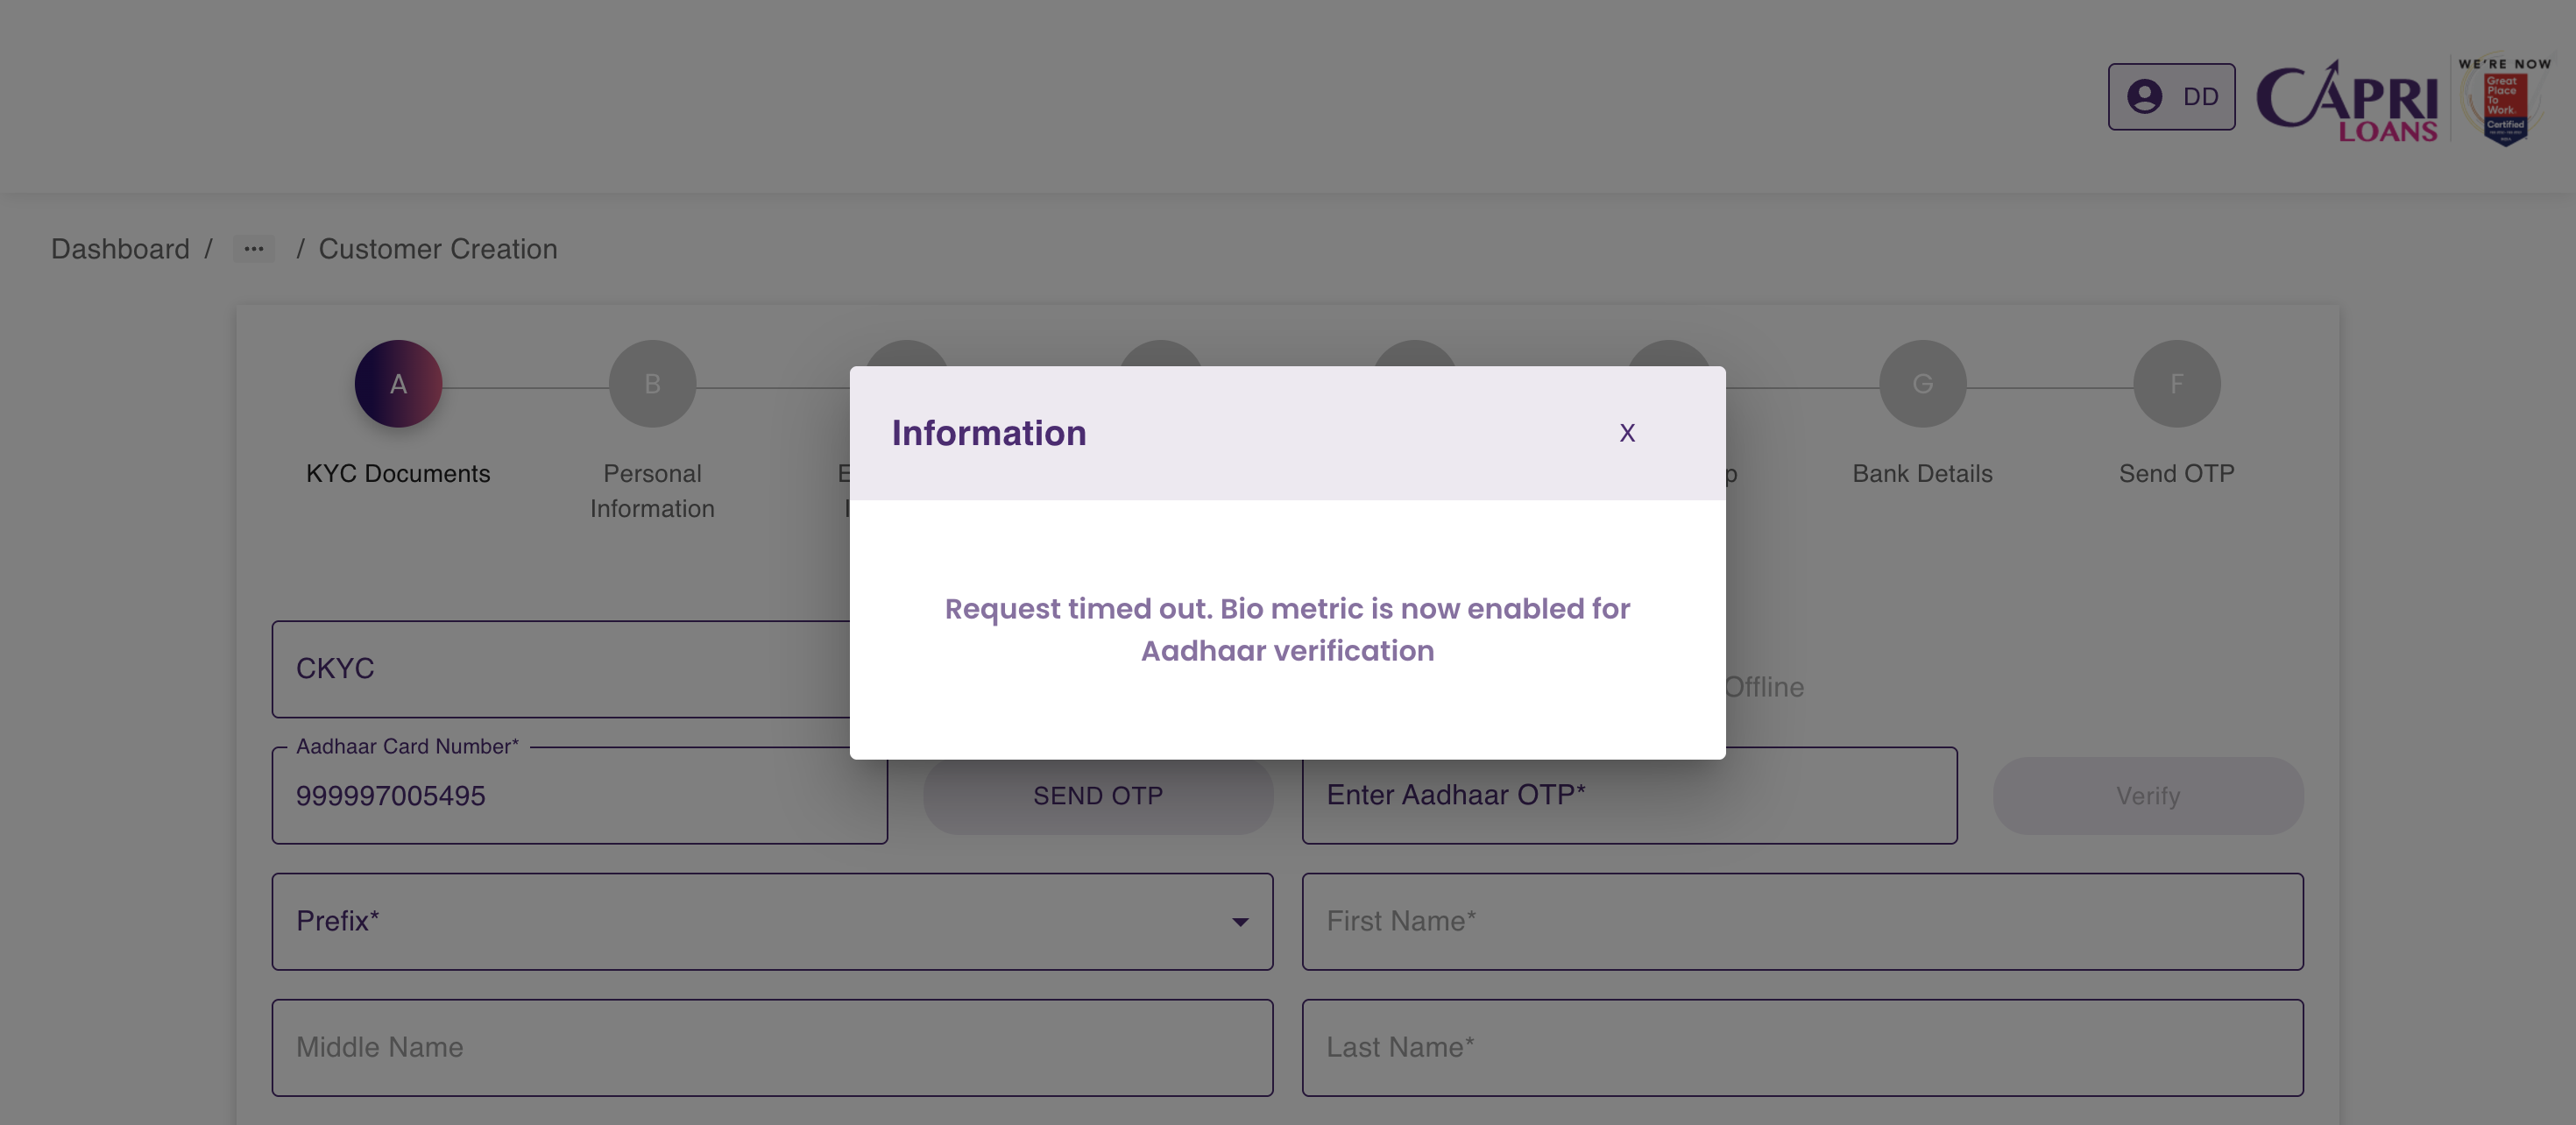 DD
CAPRI
LOANS
WE'RE NOW
Great
Place
To
Work.
Certified
Dashboard / ... / Customer Creation
A
B
G
F
KYC Documents
Personal
Information
E
I
p
Bank Details
Send OTP
Information
X
Request timed out. Bio metric is now enabled for
Aadhaar verification
CKYC
Offline
Aadhaar Card Number*
999997005495
SEND OTP
Enter Aadhaar OTP*
Verify
Prefix*
First Name*
Middle Name
Last Name*